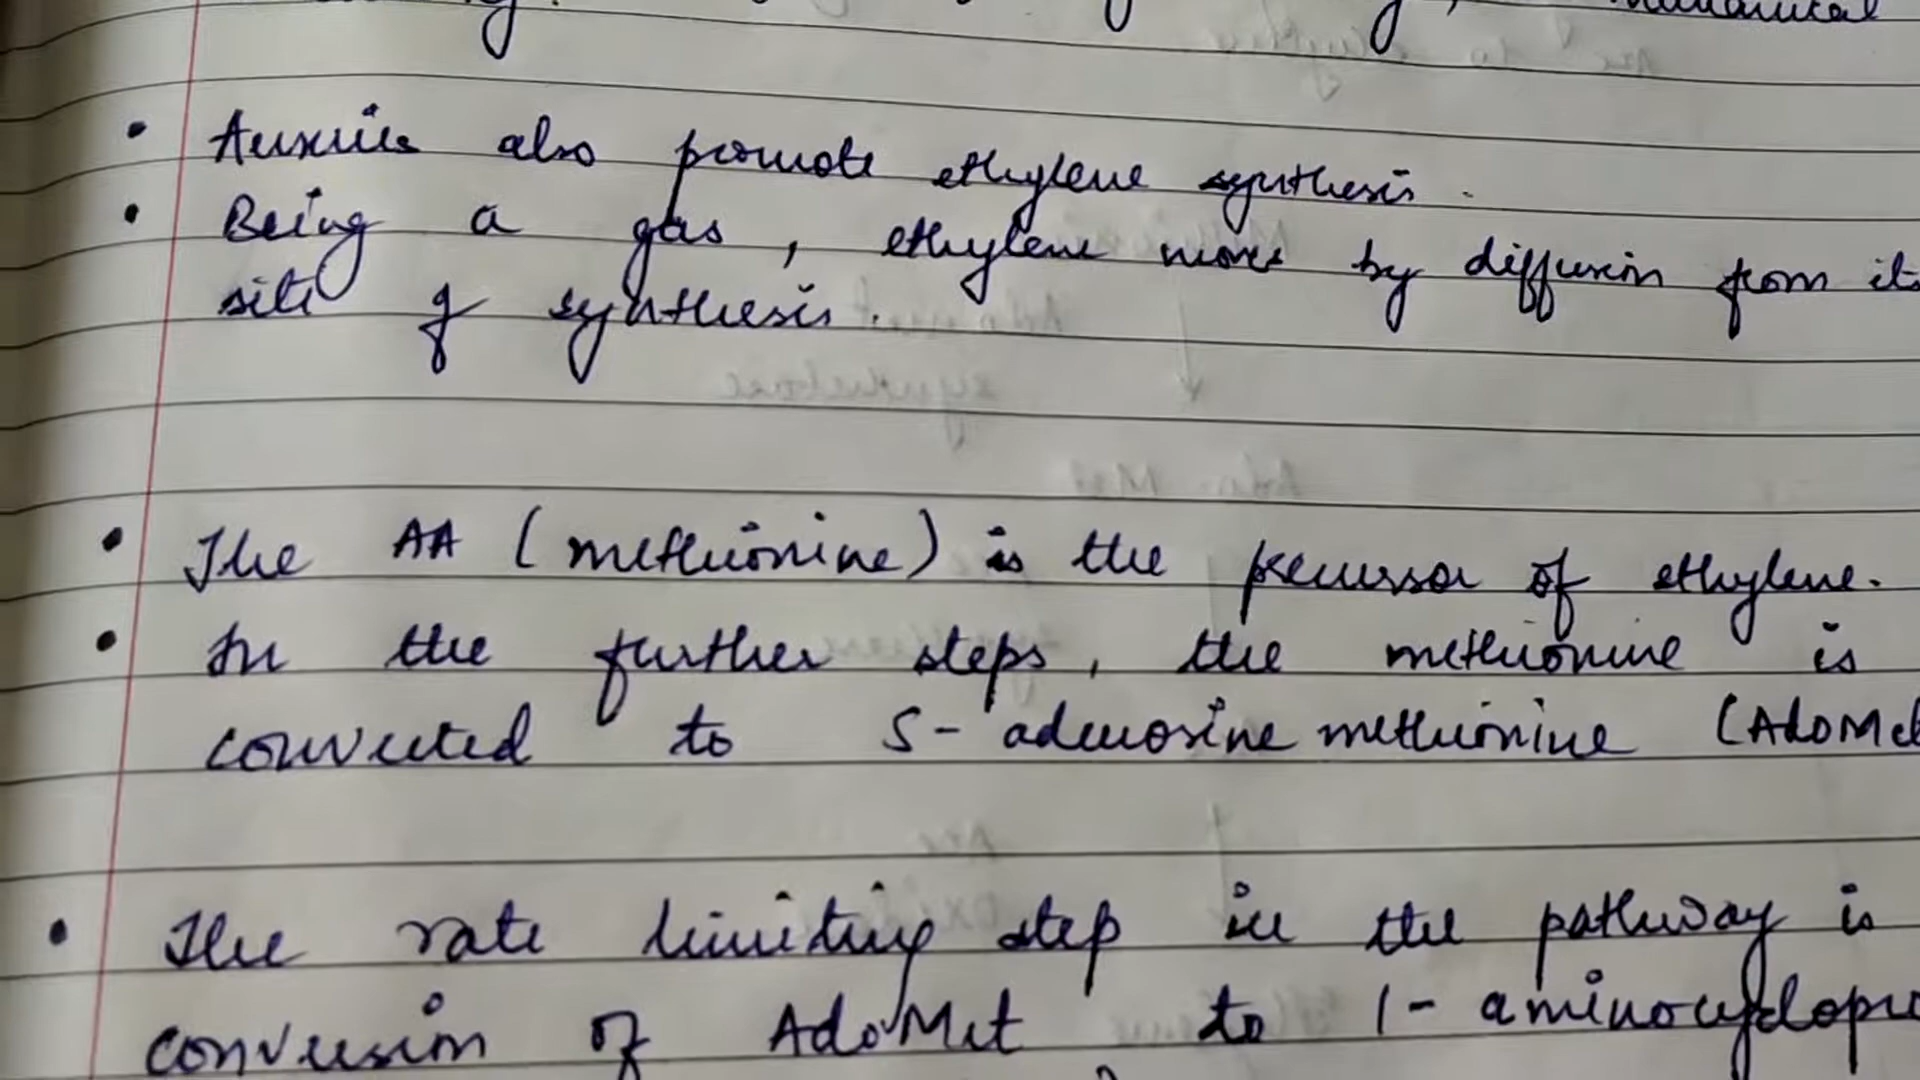 • Auxins also promote ethylene synthesis.
• Being a gas, ethylene moves by diffusion from its
site of synthesis.
• The AA (methionine) is the precursor of ethylene.
• In the further steps, the methionine is
converted to S-adenosine methionine (AdoMet
• The rate limiting step in the pathway is
conversion of AdoMet to 1-aminocyclopro